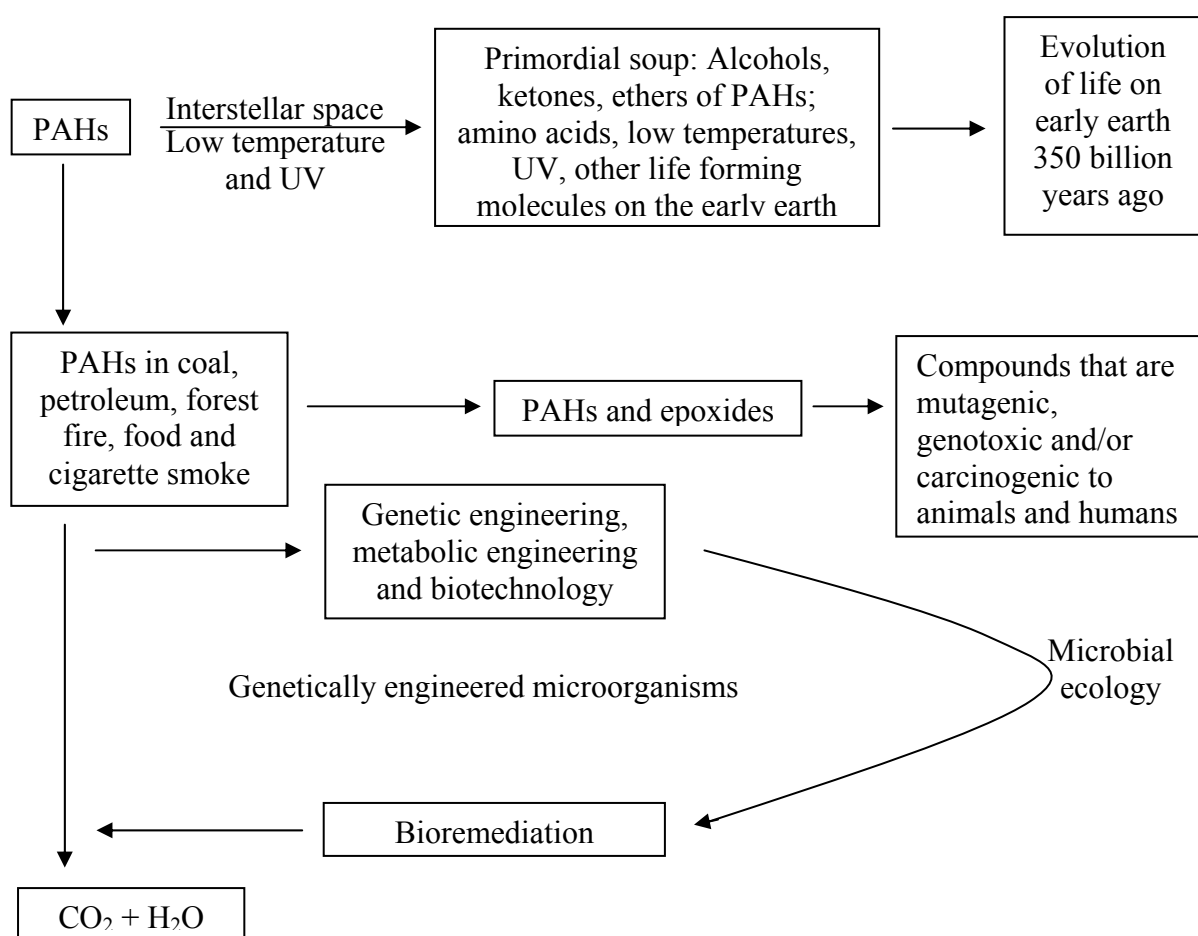 PAHs
Interstellar space
Low temperature
and UV
Primordial soup: Alcohols,
ketones, ethers of PAHs;
amino acids, low temperatures,
UV, other life forming
molecules on the early earth
Evolution
of life on
early earth
350 billion
years ago
PAHs in coal,
petroleum, forest
fire, food and
cigarette smoke
PAHs and epoxides
Compounds that are
mutagenic,
genotoxic and/or
carcinogenic to
animals and humans
Genetic engineering,
metabolic engineering
and biotechnology
Microbial
ecology
Genetically engineered microorganisms
Bioremediation
CO₂ + H₂O